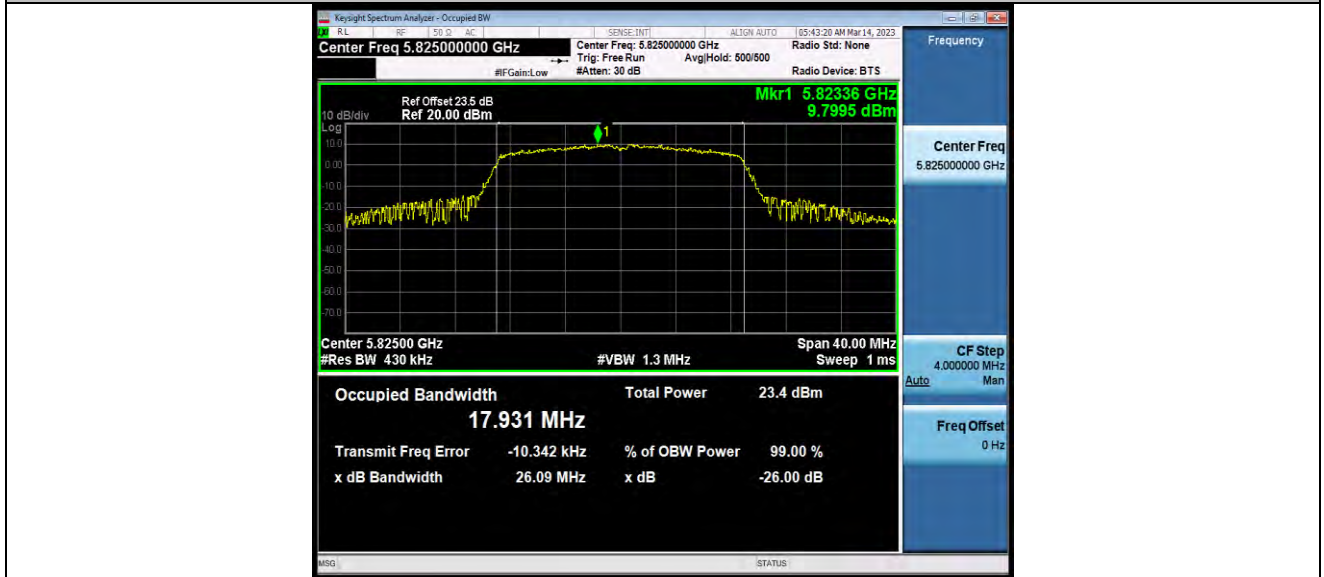 Keysight Spectrum Analyzer - Occupied BW
RL RF 50 Ω AC SENSE:INT ALIGN AUTO 05:43:20 AM Mar 14, 2023
Center Freq 5.825000000 GHz
Center Freq: 5.825000000 GHz Radio Std: None
Trig: Free Run Avg|Hold: 500/500
#IFGain:Low #Atten: 30 dB Radio Device: BTS
Frequency
Mkr1 5.82336 GHz
9.7995 dBm
Ref Offset 23.5 dB
10 dB/div Ref 20.00 dBm
Log
1
10.0
0.00
-10.0
-20.0
-30.0
-40.0
-50.0
-60.0
-70.0
Center 5.82500 GHz Span 40.00 MHz
#Res BW 430 kHz #VBW 1.3 MHz Sweep 1 ms
Center Freq
5.825000000 GHz
CF Step
4.000000 MHz
Auto Man
Freq Offset
0 Hz
Occupied Bandwidth Total Power 23.4 dBm
17.931 MHz
Transmit Freq Error -10.342 kHz % of OBW Power 99.00 %
x dB Bandwidth 26.09 MHz x dB -26.00 dB
MSG STATUS